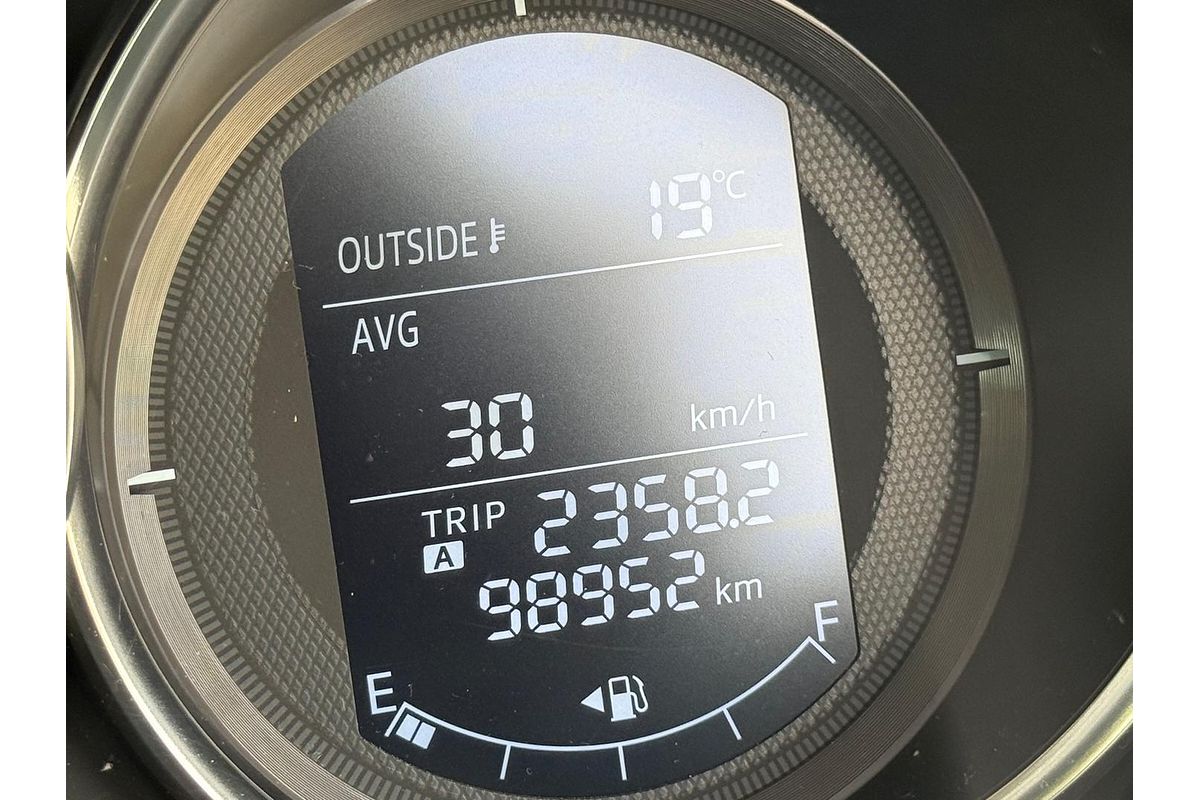 19°C
OUTSIDE
AVG
30 km/h
TRIP A 2358.2
98952 km
E F